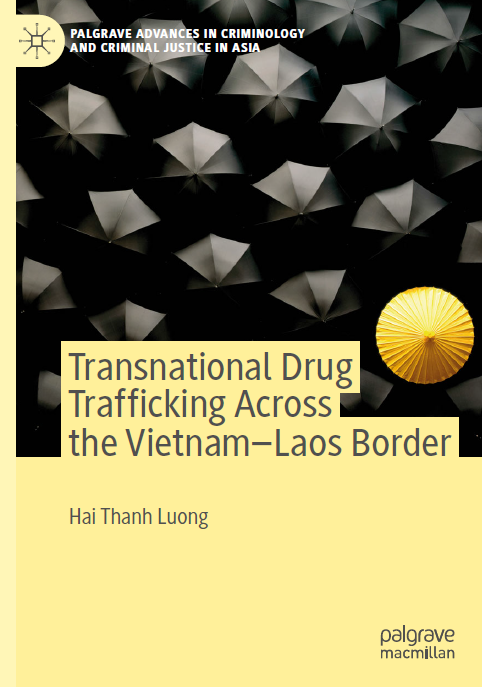 PALGRAVE ADVANCES IN CRIMINOLOGY
AND CRIMINAL JUSTICE IN ASIA
Transnational Drug
Trafficking Across
the Vietnam–Laos Border
Hai Thanh Luong
palgrave
macmillan